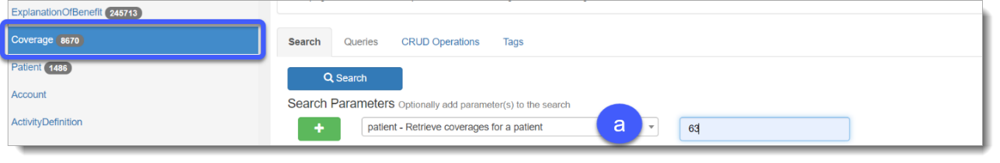 ExplanationOfBenefit 245713
Coverage 8670
Patient 1486
Account
ActivityDefinition
Search Queries CRUD Operations Tags
Search
Search Parameters Optionally add parameter(s) to the search
+ patient - Retrieve coverages for a patient a 63